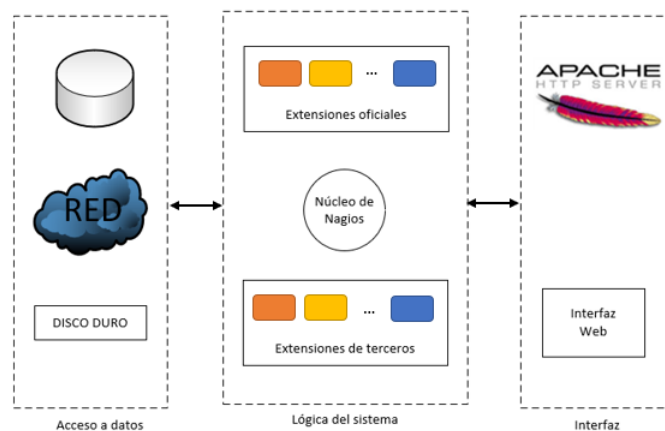 RED
DISCO DURO
Acceso a datos
...
Extensiones oficiales
Núcleo de
Nagios
...
Extensiones de terceros
Lógica del sistema
APACHE
HTTP SERVER
Interfaz
Web
Interfaz